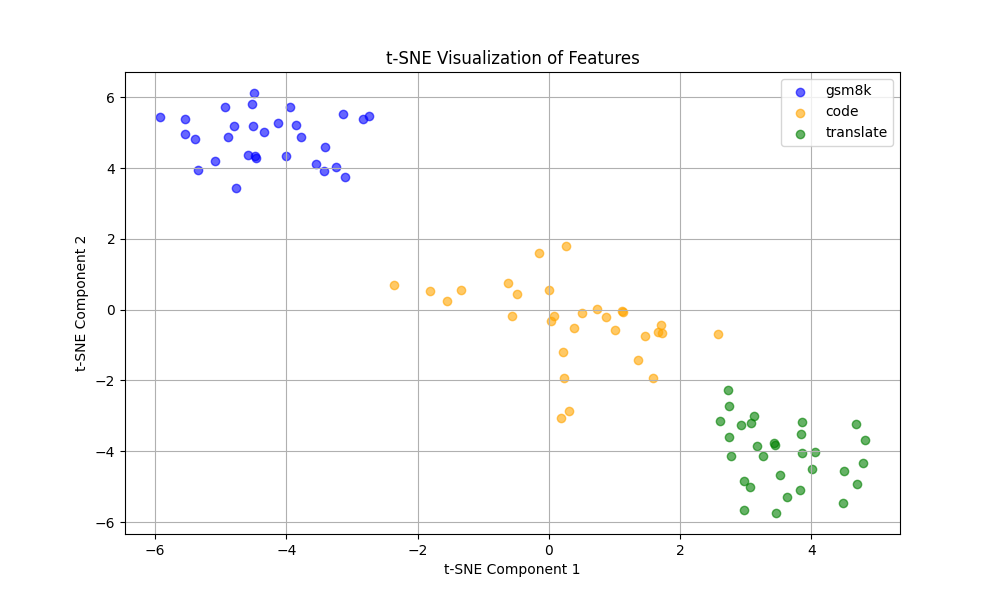 t-SNE Visualization of Features
gsm8k
code
translate
6
4
2
0
−2
−4
−6
t-SNE Component 2
−6
−4
−2
0
2
4
t-SNE Component 1